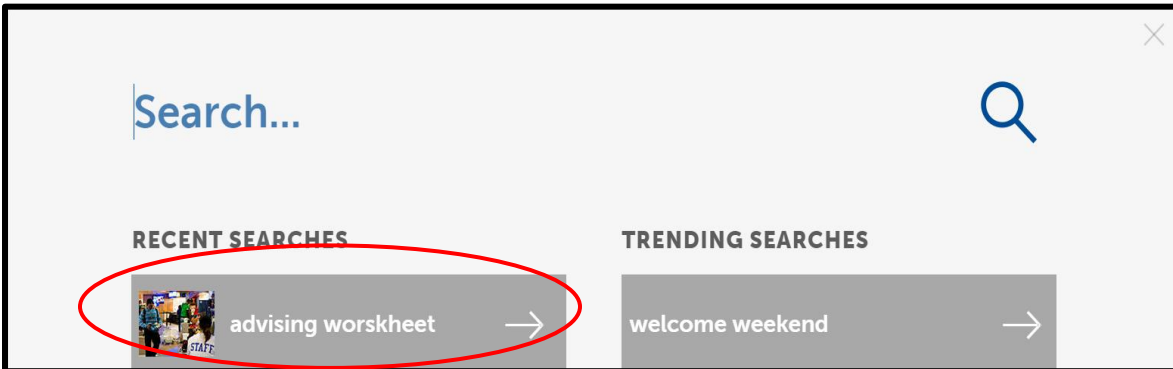 Search...
RECENT SEARCHES
TRENDING SEARCHES
advising worskheet
STAFF
welcome weekend